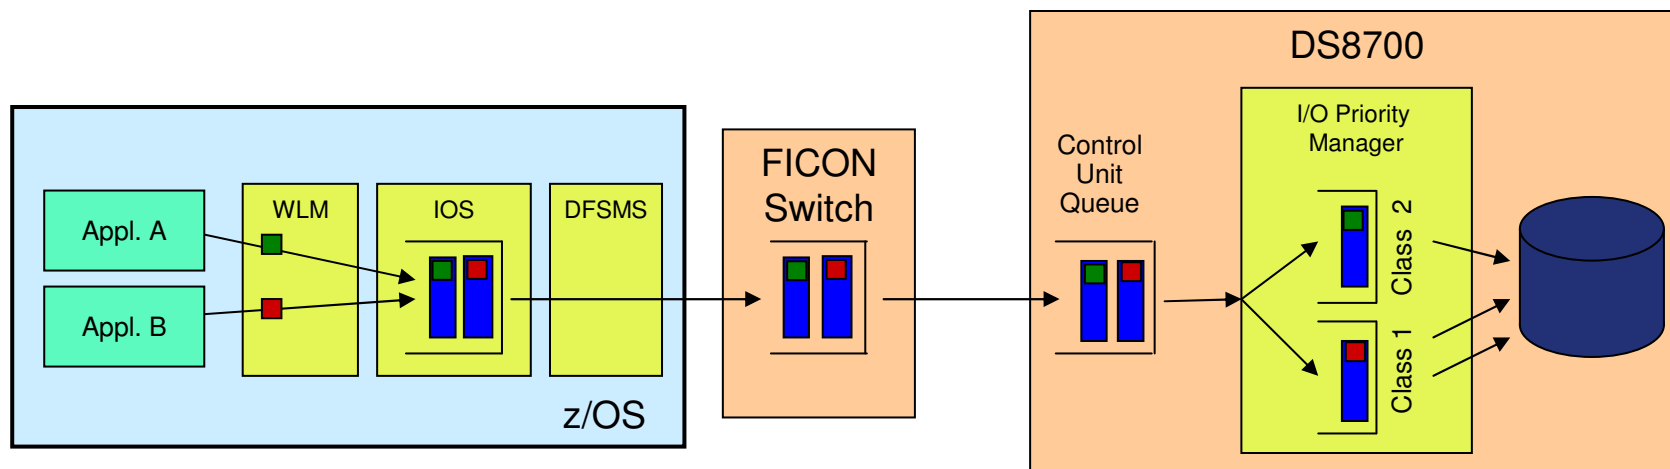 Appl. A
Appl. B
WLM
IOS
DFSMS
z/OS
FICON
Switch
DS8700
Control
Unit
Queue
I/O Priority
Manager
Class 2
Class 1